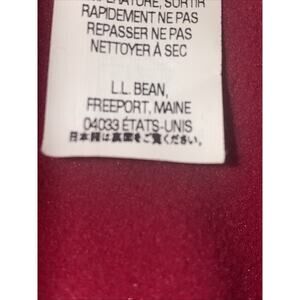 RAPIDEMENT NE PAS
REPASSER NE PAS
NETTOYER À SEC
L.L. BEAN,
FREEPORT, MAINE
04033 ÉTATS-UNIS
日本語は裏面をご覧ください。